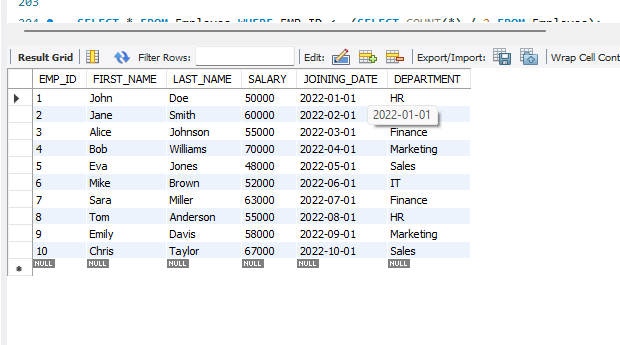 203
204 SELECT * FROM Employee WHERE EMP_ID (SELECT COUNT(*) / 2 FROM Employee);
Result Grid Filter Rows: Edit: Export/Import: Wrap Cell Cont
EMP_ID FIRST_NAME LAST_NAME SALARY JOINING_DATE DEPARTMENT
1 John Doe 50000 2022-01-01 HR
2 Jane Smith 60000 2022-02-01
2022-01-01
3 Alice Johnson 55000 2022-03-01 Finance
4 Bob Williams 70000 2022-04-01 Marketing
5 Eva Jones 48000 2022-05-01 Sales
6 Mike Brown 52000 2022-06-01 IT
7 Sara Miller 63000 2022-07-01 Finance
8 Tom Anderson 55000 2022-08-01 HR
9 Emily Davis 58000 2022-09-01 Marketing
10 Chris Taylor 67000 2022-10-01 Sales
NULL NULL NULL NULL NULL NULL